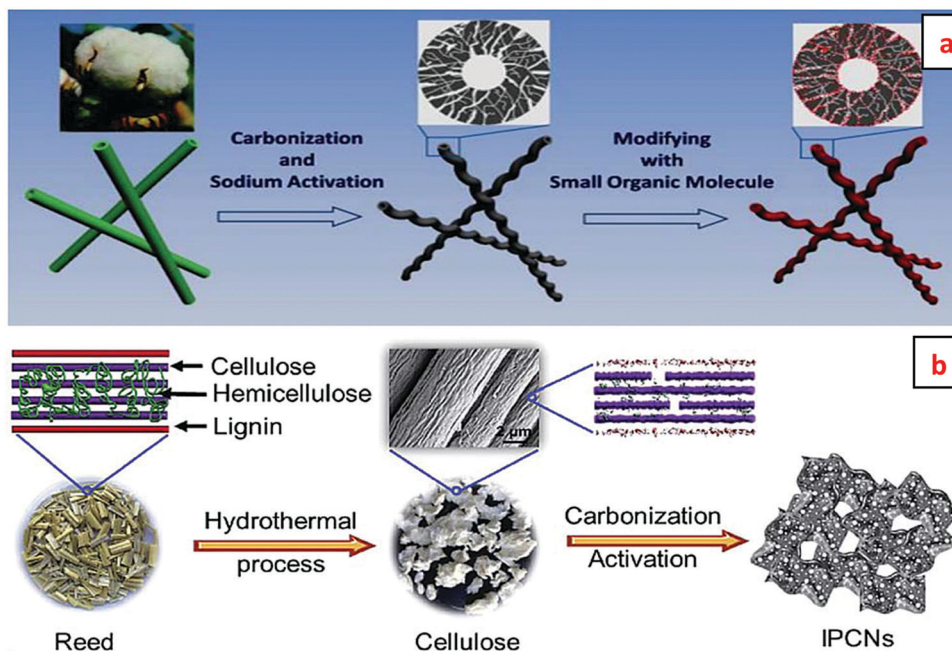 a
Carbonization
and
Sodium Activation
Modifying
with
Small Organic Molecule
b
Cellulose
Hemicellulose
Lignin
2 μm
Hydrothermal
process
Carbonization
Activation
Reed
Cellulose
IPCNs